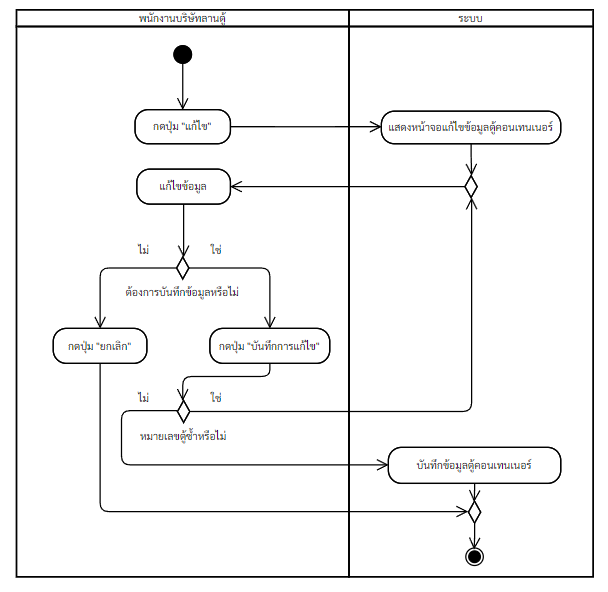 พนักงานบริษัทลานตู้
ระบบ
กดปุ่ม "แก้ไข"
แสดงหน้าจอแก้ไขข้อมูลตู้คอนเทนเนอร์
แก้ไขข้อมูล
ไม่
ใช่
ต้องการบันทึกข้อมูลหรือไม่
กดปุ่ม "ยกเลิก"
กดปุ่ม "บันทึกการแก้ไข"
ไม่
ใช่
หมายเลขตู้ซ้ำหรือไม่
บันทึกข้อมูลตู้คอนเทนเนอร์